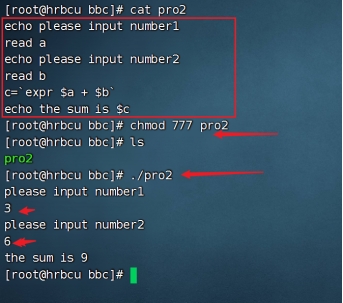 [root@hrbcu bbc]# cat pro2
echo please input number1
read a
echo please input number2
read b
c=`expr $a + $b`
echo the sum is $c
[root@hrbcu bbc]# chmod 777 pro2
[root@hrbcu bbc]# ls
pro2
[root@hrbcu bbc]# ./pro2
please input number1
3
please input number2
6
the sum is 9
[root@hrbcu bbc]#